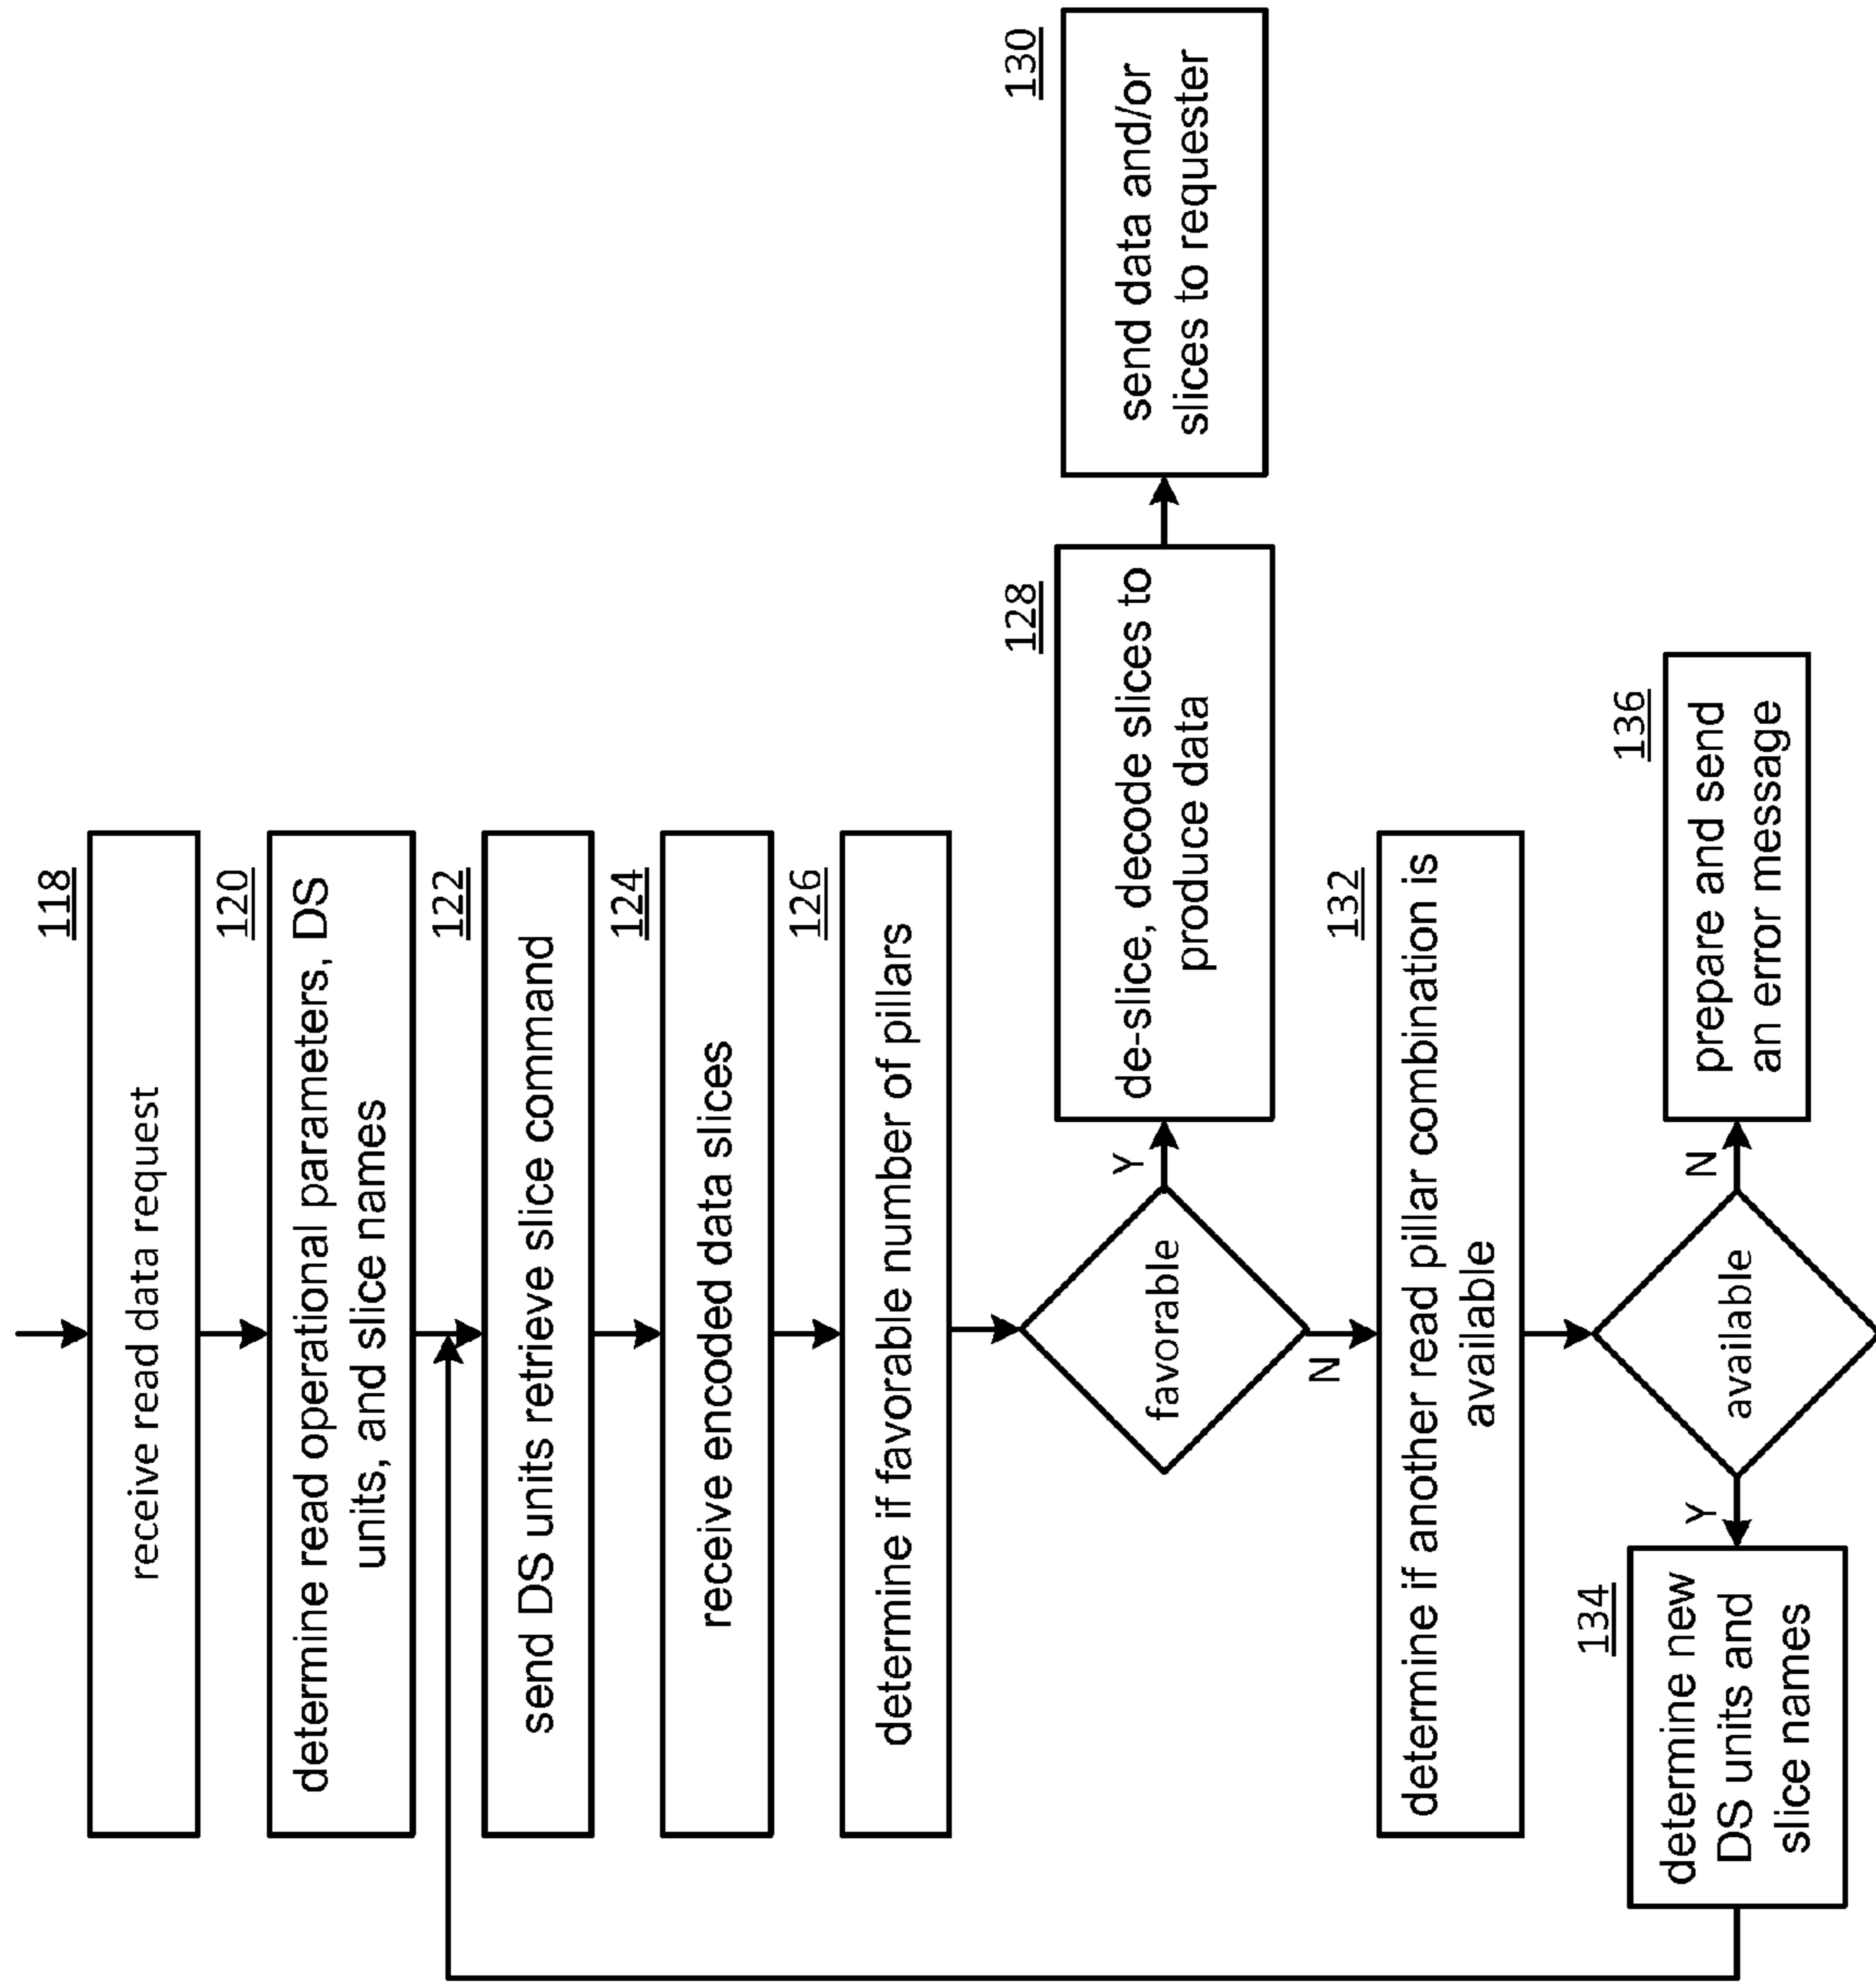 118
receive read data request
120
determine read operational parameters, DS
units, and slice names
122
send DS units retrieve slice command
124
receive encoded data slices
126
determine if favorable number of pillars
favorable
Y
N
128
de-slice, decode slices to
produce data
130
send data and/or
slices to requester
132
determine if another read pillar combination is
available
available
Y
N
134
determine new
DS units and
slice names
136
prepare and send
an error message